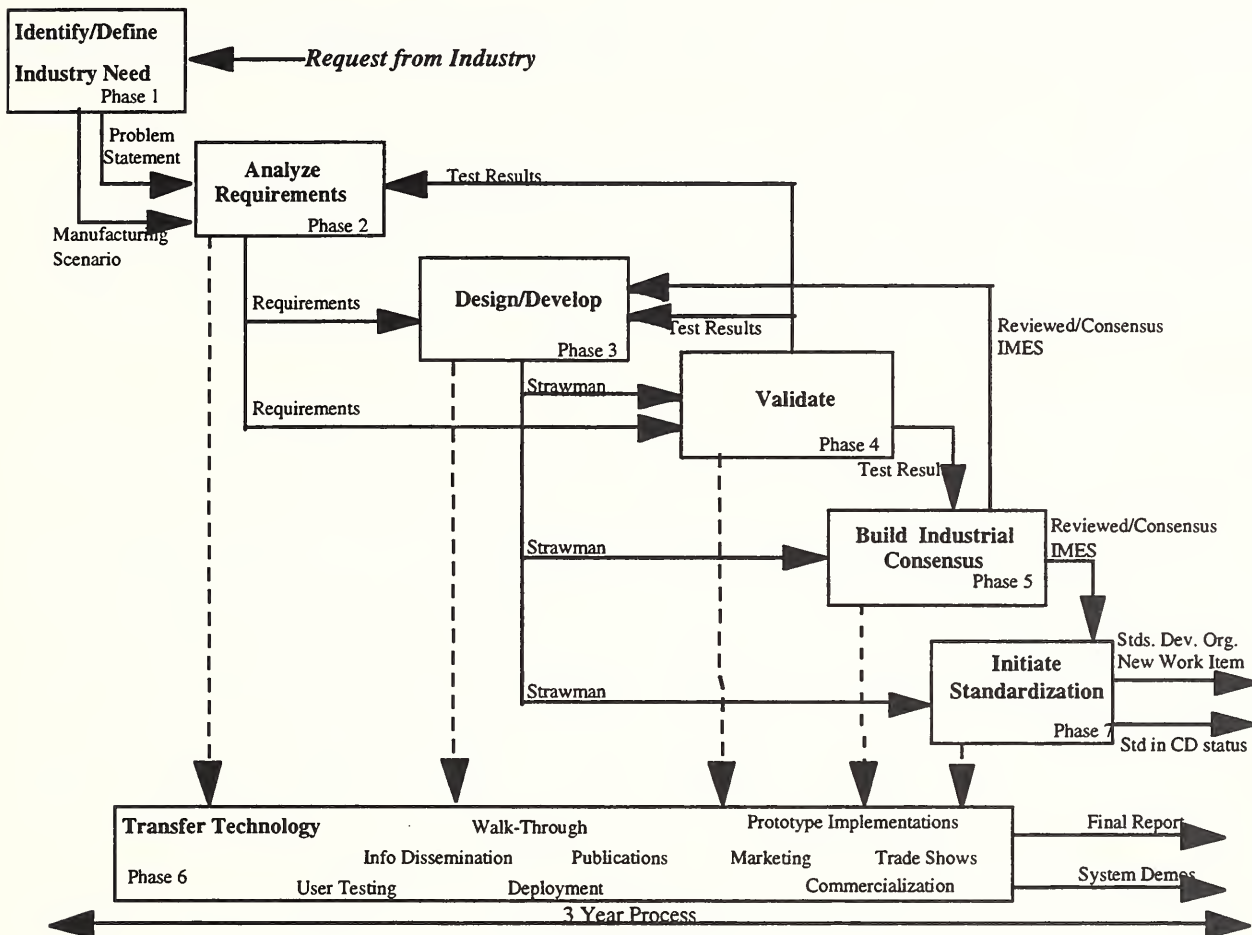 Identify/Define
Industry Need
Phase 1
Request from Industry
Problem
Statement
Manufacturing
Scenario
Analyze
Requirements
Phase 2
Test Results
Requirements
Design/Develop
Phase 3
Test Results
Reviewed/Consensus
IMES
Strawman
Requirements
Validate
Phase 4
Test Resul
Strawman
Build Industrial
Consensus
Phase 5
Reviewed/Consensus
IMES
Strawman
Initiate
Standardization
Phase 7
Stds. Dev. Org.
New Work Item
Std in CD status
Transfer Technology
Phase 6
Walk-Through
Prototype Implementations
Info Dissemination
Publications
Marketing
Trade Shows
User Testing
Deployment
Commercialization
Final Report
System Demos
3 Year Process